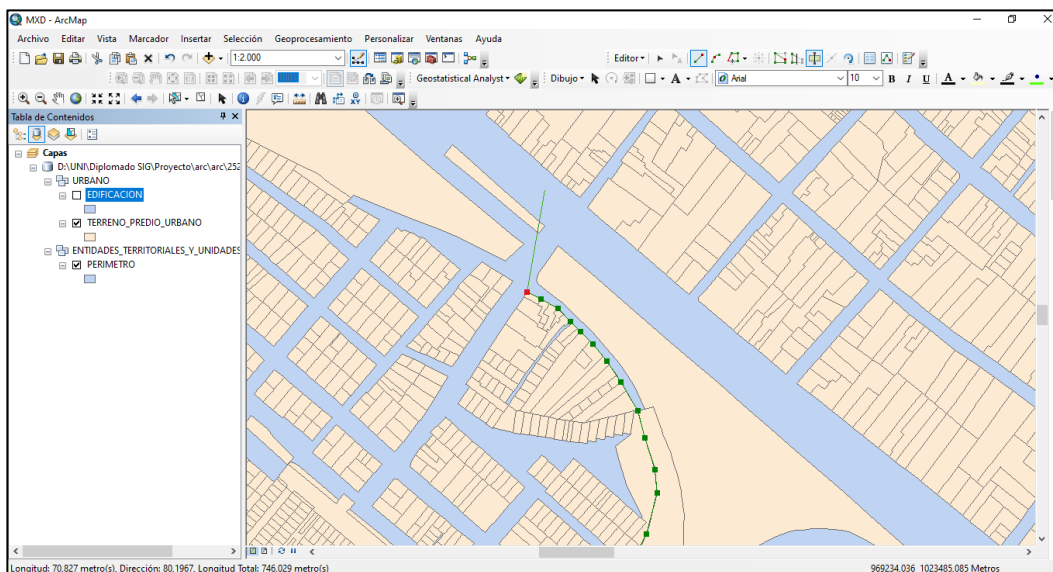 MXD - ArcMap
Archivo Editar Vista Marcador Insertar Selección Geoprocesamiento Personalizar Ventanas Ayuda
1:2.000
Editor
Geostatistical Analyst
Dibujo
A
Arial
10
B I U A
Tabla de Contenidos
Capas
D:\UNI\Diplomado SIG\Proyecto\arc\arc\252
URBANO
EDIFICACION
TERRENO_PREDIO_URBANO
ENTIDADES_TERRITORIALES_Y_UNIDADES
PERIMETRO
Longitud: 70.827 metro(s), Dirección: 80.1967, Longitud Total: 746.029 metro(s)
969234.036 1023485.085 Metros